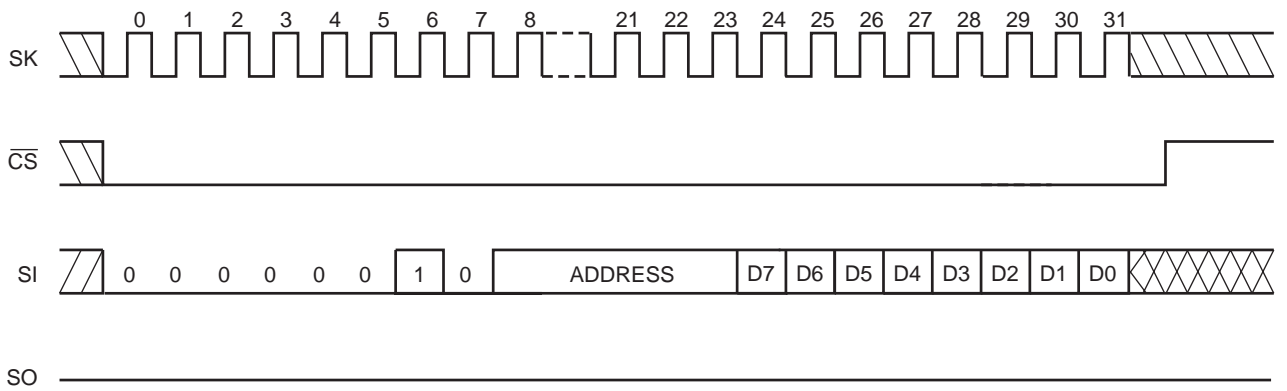 0 1 2 3 4 5 6 7 8 21 22 23 24 25 26 27 28 29 30 31
SK
CS
SI 0 0 0 0 0 0 1 0 ADDRESS D7 D6 D5 D4 D3 D2 D1 D0
SO